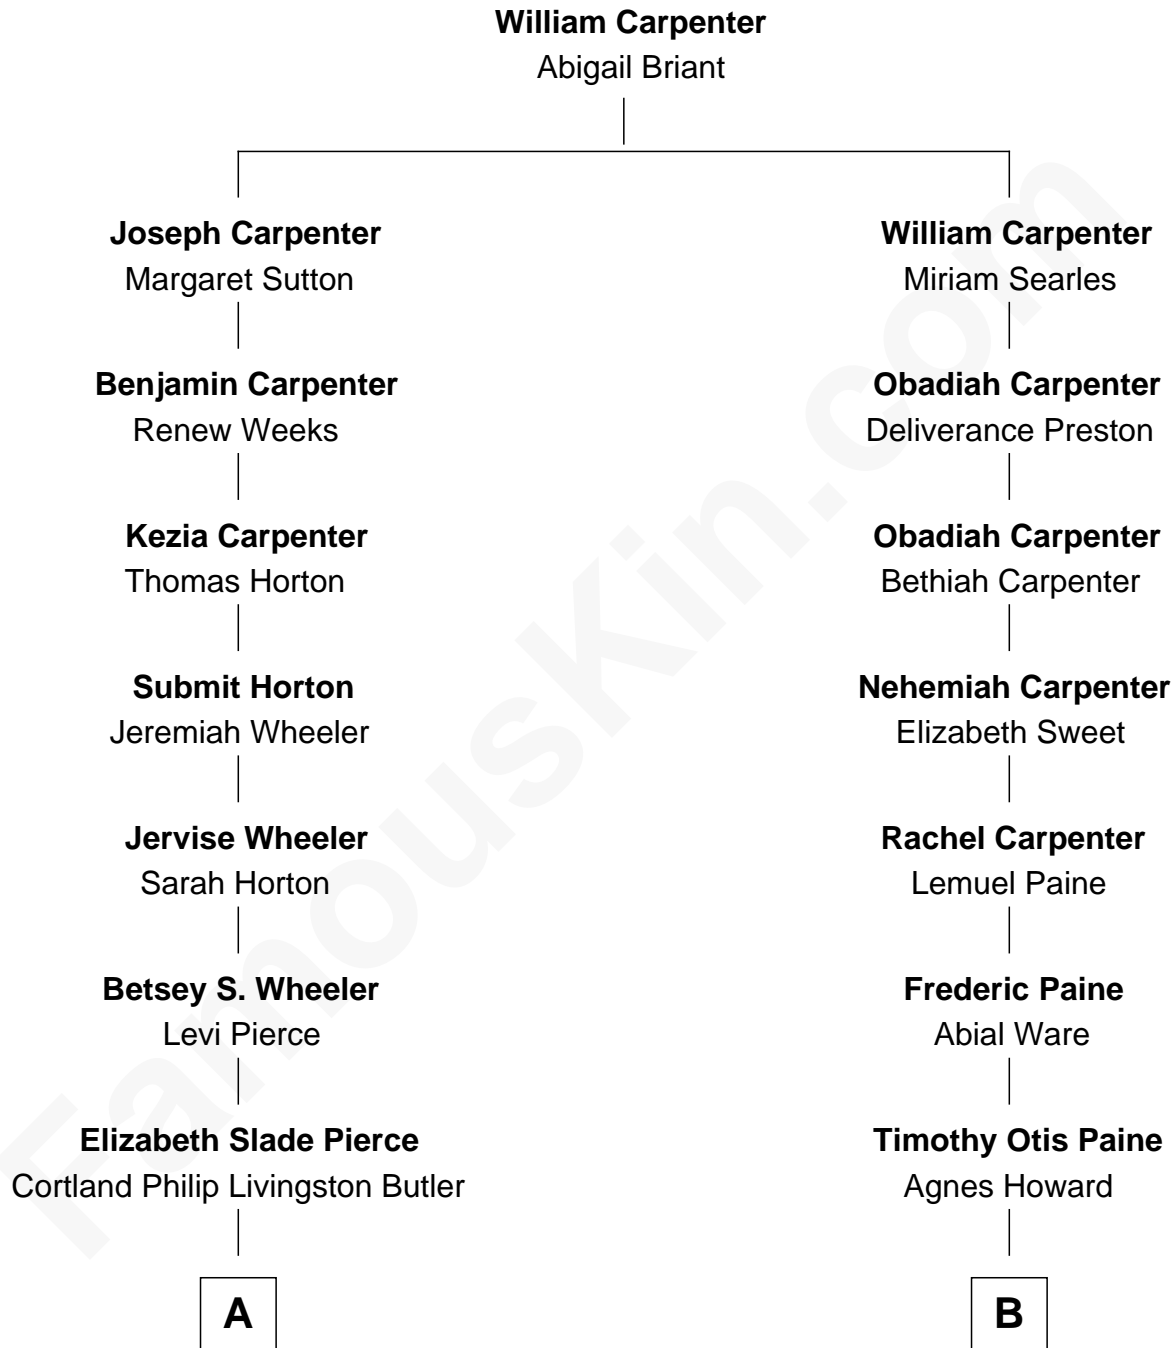 William Carpenter
Abigail Briant
Joseph Carpenter
Margaret Sutton
William Carpenter
Miriam Searles
Benjamin Carpenter
Renew Weeks
Obadiah Carpenter
Deliverance Preston
Kezia Carpenter
Thomas Horton
Obadiah Carpenter
Bethiah Carpenter
Submit Horton
Jeremiah Wheeler
Nehemiah Carpenter
Elizabeth Sweet
Jervise Wheeler
Sarah Horton
Rachel Carpenter
Lemuel Paine
Betsey S. Wheeler
Levi Pierce
Frederic Paine
Abial Ware
Elizabeth Slade Pierce
Cortland Philip Livingston Butler
Timothy Otis Paine
Agnes Howard
A
B
FamousKin.com